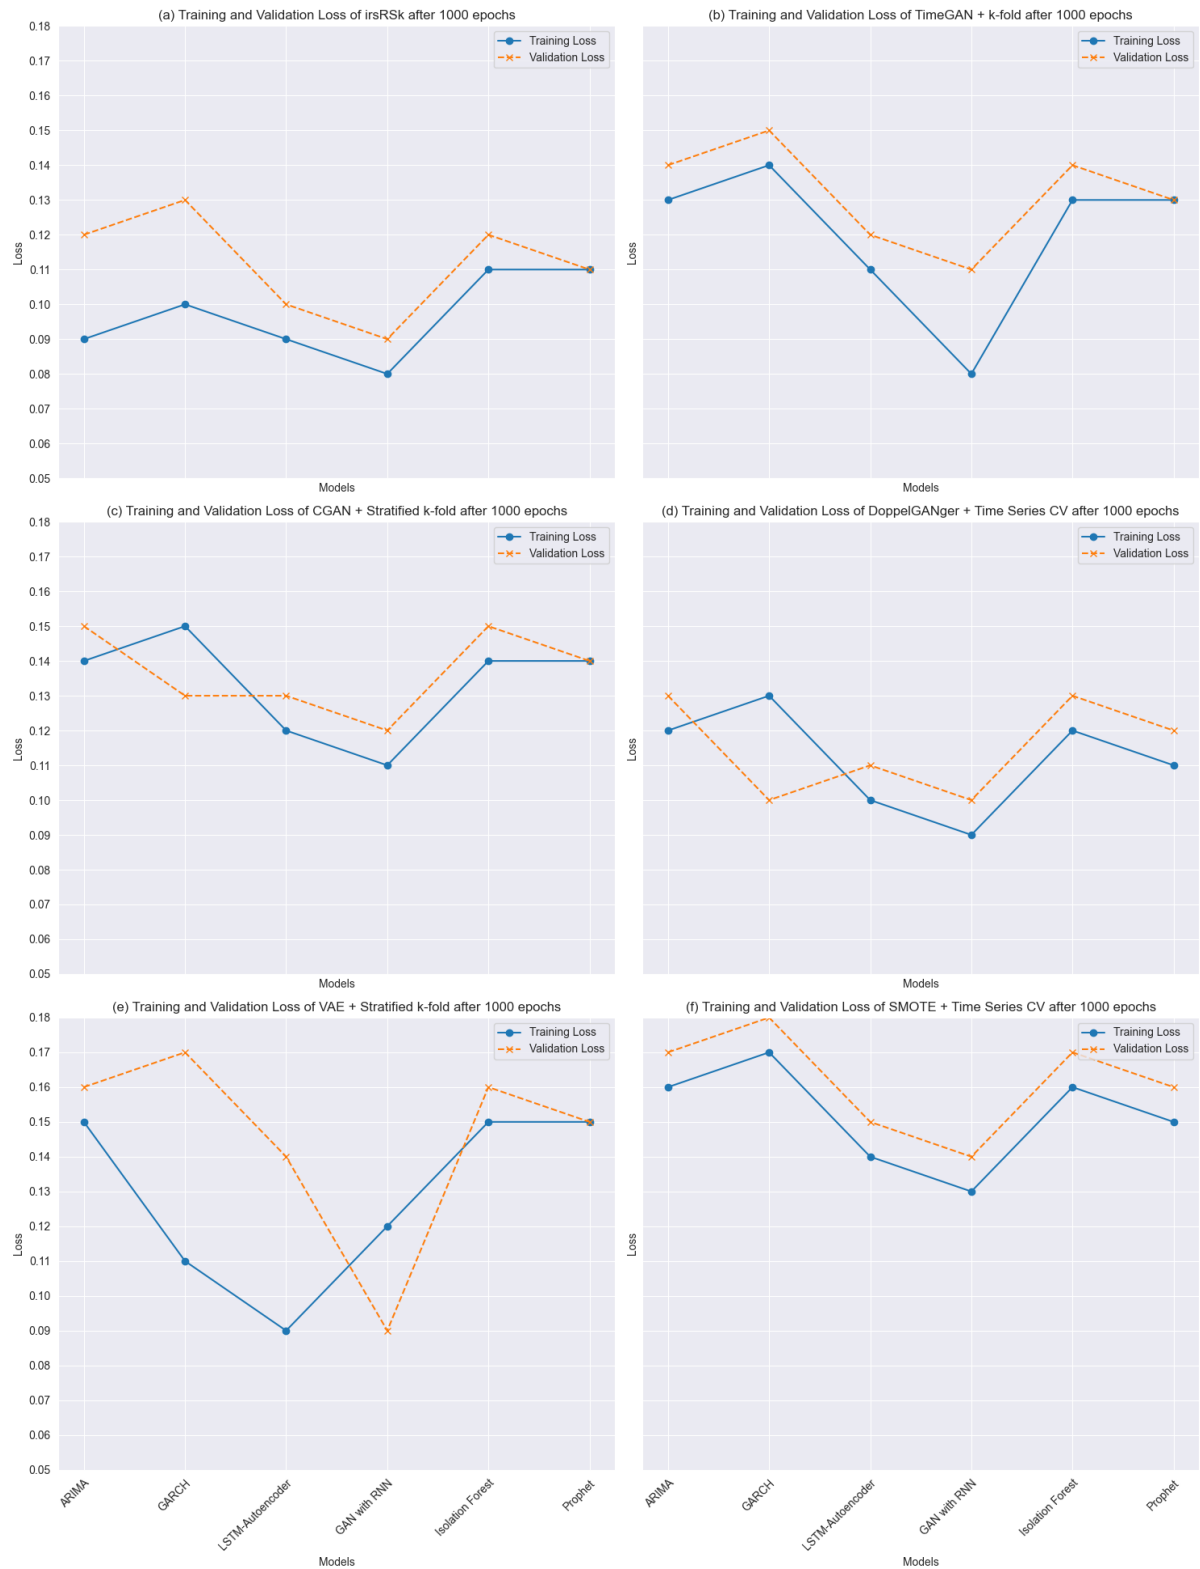 (a) Training and Validation Loss of irsRSk after 1000 epochs
Training Loss
Validation Loss
0.18
0.17
0.16
0.15
0.14
0.13
0.12
0.11
0.10
0.09
0.08
0.07
0.06
0.05
Loss
Models
(b) Training and Validation Loss of TimeGAN + k-fold after 1000 epochs
Training Loss
Validation Loss
Loss
Models
(c) Training and Validation Loss of CGAN + Stratified k-fold after 1000 epochs
Training Loss
Validation Loss
0.18
0.17
0.16
0.15
0.14
0.13
0.12
0.11
0.10
0.09
0.08
0.07
0.06
0.05
Loss
Models
(d) Training and Validation Loss of DoppelGANger + Time Series CV after 1000 epochs
Training Loss
Validation Loss
Loss
Models
(e) Training and Validation Loss of VAE + Stratified k-fold after 1000 epochs
Training Loss
Validation Loss
0.18
0.17
0.16
0.15
0.14
0.13
0.12
0.11
0.10
0.09
0.08
0.07
0.06
0.05
Loss
ARIMA
GARCH
LSTM-Autoencoder
GAN with RNN
Isolation Forest
Prophet
Models
(f) Training and Validation Loss of SMOTE + Time Series CV after 1000 epochs
Training Loss
Validation Loss
Loss
ARIMA
GARCH
LSTM-Autoencoder
GAN with RNN
Isolation Forest
Prophet
Models